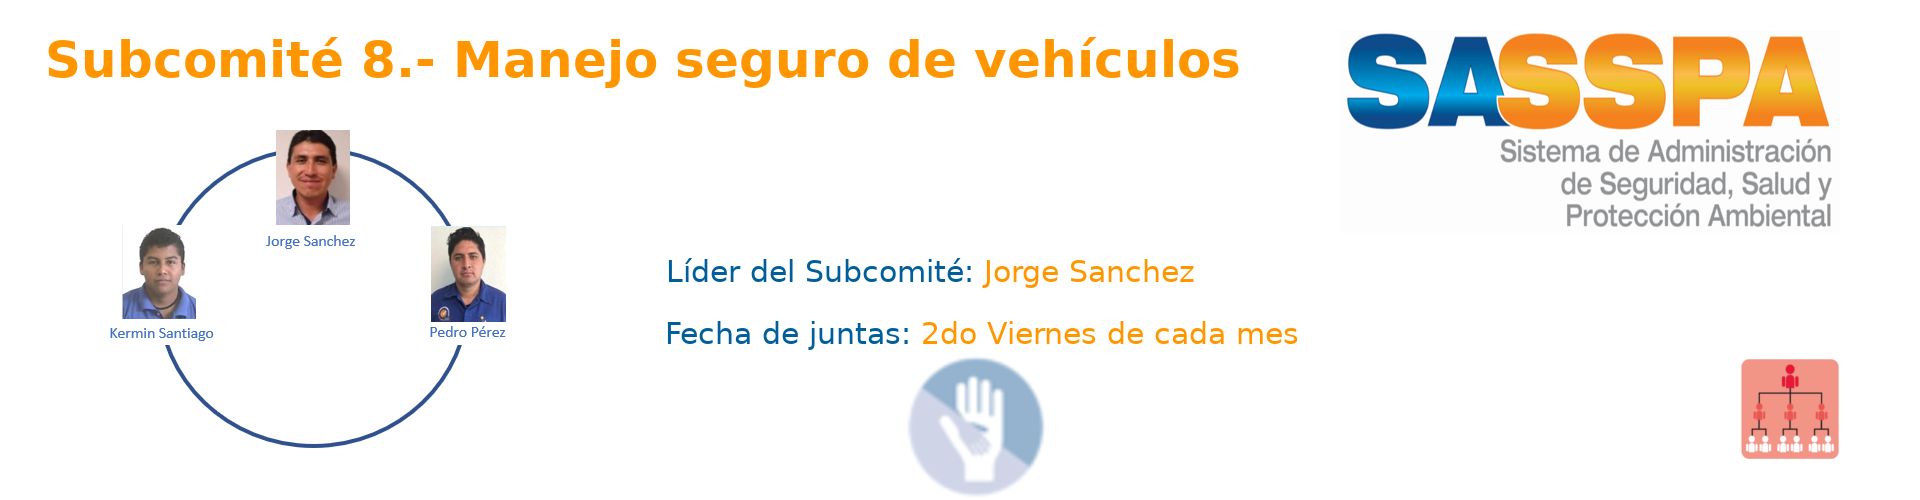 Subcomité 8.- Manejo seguro de vehículos
SASSPA
Sistema de Administración
de Seguridad, Salud y
Protección Ambiental
Jorge Sanchez
Kermin Santiago
Pedro Pérez
Líder del Subcomité: Jorge Sanchez
Fecha de juntas: 2do Viernes de cada mes